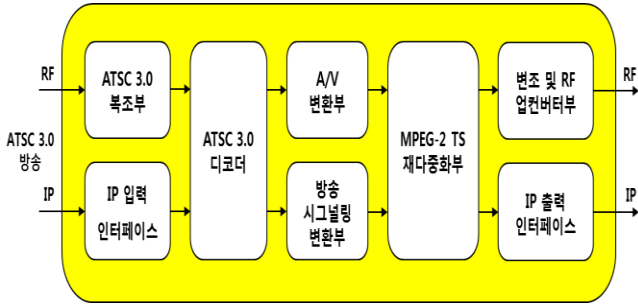 RF
ATSC 3.0
방송
IP
ATSC 3.0
복조부
IP 입력
인터페이스
ATSC 3.0
디코더
A/V
변환부
방송
시그널링
변환부
MPEG-2 TS
재다중화부
변조 및 RF
업컨버터부
IP 출력
인터페이스
RF
IP